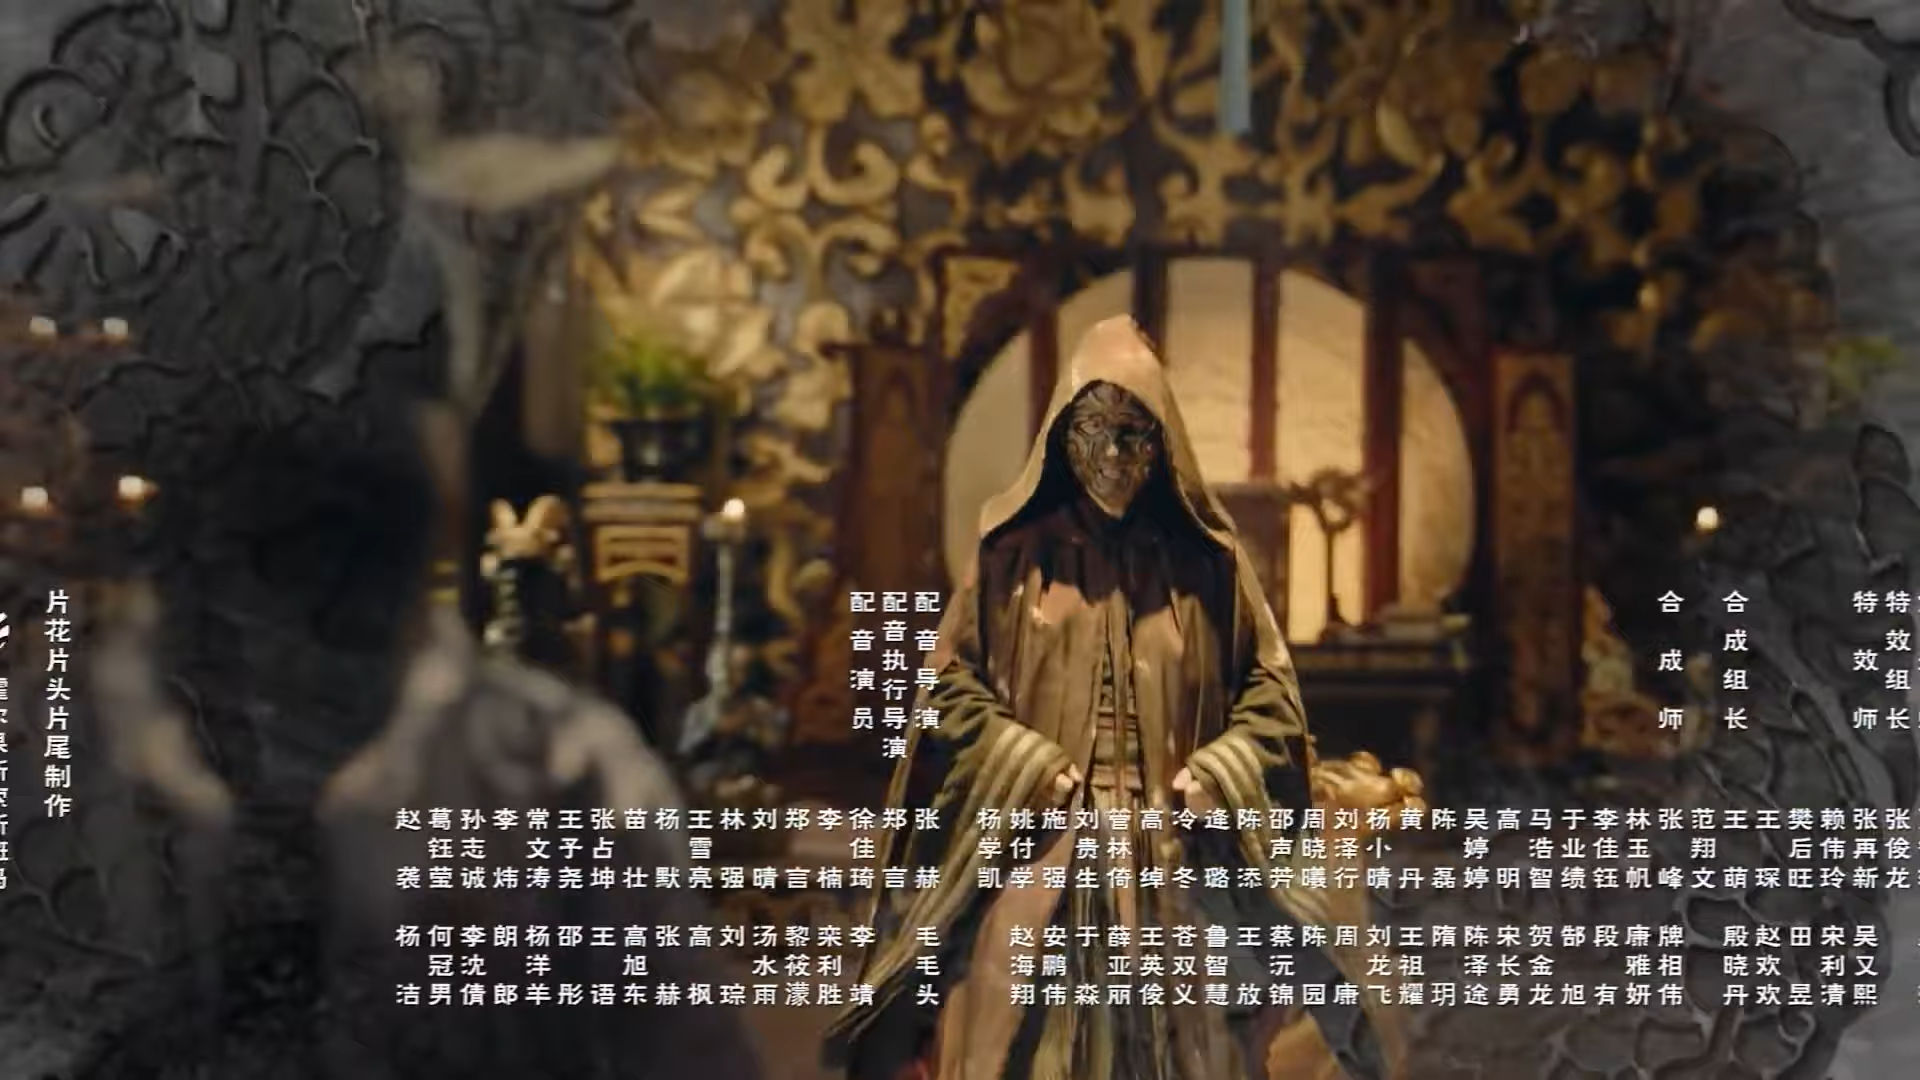 特效组长
张俊龙
特效师
张再新
吴又熙
赖伟玲
樊后旺
田昱
王琛
赵欢欢
合成组长
王萌
殷晓丹
范翔文
合成师
张峰
牌相伟
林玉帆
康雅妍
李佳钰
段有
于业绩
郜旭
马浩智
贺金龙
高明
宋长勇
吴婷婷
陈泽途
陈磊
隋玥
黄丹
王祖耀
杨小晴
刘龙飞
刘泽行
周康
周晓曦
陈园
邵声芳
蔡沅锦
陈添
王放
逄璐
鲁智慧
冷冬
苍双义
高绰
王英俊
曾林倚
薛亚丽
刘贵生
于淼
施强
安鹏伟
姚付学
赵海翔
杨学凯
配音导演
张赫
毛毛头
配音执行导演
郑言
配音演员
徐佳琦
李靖
李楠
栾利胜
郑言
黎筱濛
刘晴
汤水雨
林强
刘琮
王雪亮
高枫
杨默
张赫
苗壮
高旭东
张占坤
王语
王子尧
邵彤
常文涛
杨洋羊
李炜
朗郎
孙志诚
李沈倩
葛钰莹
何冠男
赵袭
杨洁
片花片头片尾制作